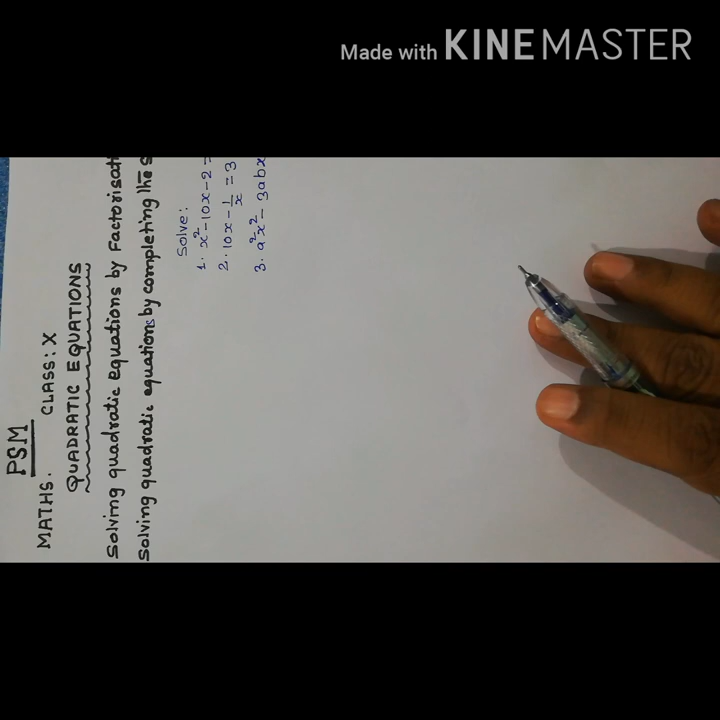 Made with KINEMASTER
PSM
MATHS. CLASS: X
QUADRATIC EQUATIONS
Solving quadratic equations by Factorisati
Solving quadratic equations by completing the s
Solve:
1. x² - 10x - 2 =
2. 10x - 1/x = 3
3. a²x² - 3abx